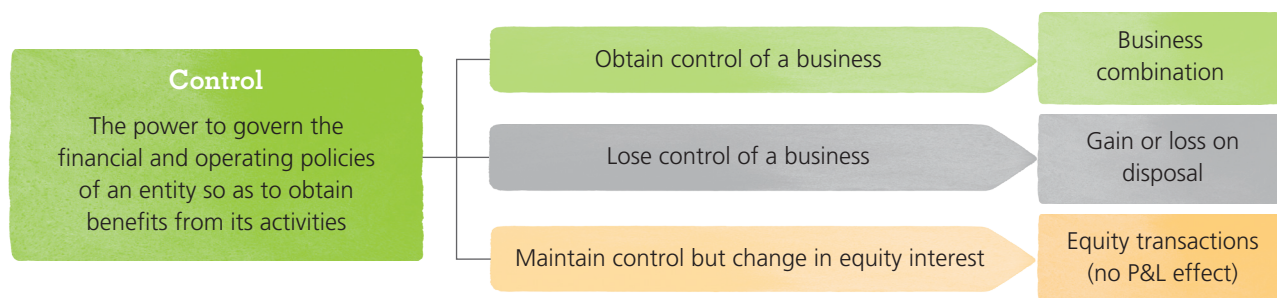 Control
The power to govern the
financial and operating policies
of an entity so as to obtain
benefits from its activities
Obtain control of a business
Business
combination
Lose control of a business
Gain or loss on
disposal
Maintain control but change in equity interest
Equity transactions
(no P&L effect)